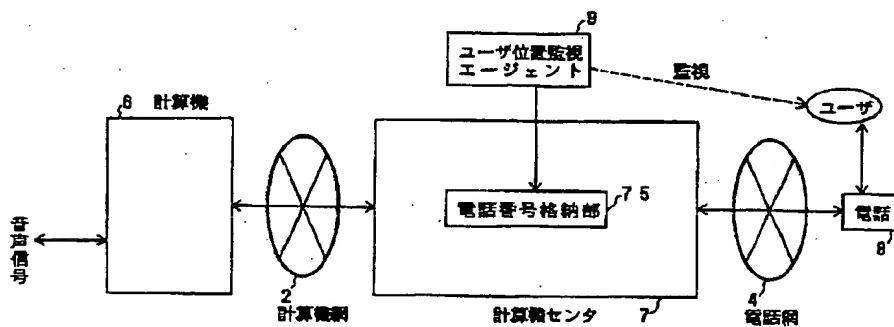 9
ユーザ位置監視
エージェント
監視
ユーザ
6 計算機
75
電話番号格納部
電話
8
音声信号
2
計算機網
7
計算機センタ
4
電話網